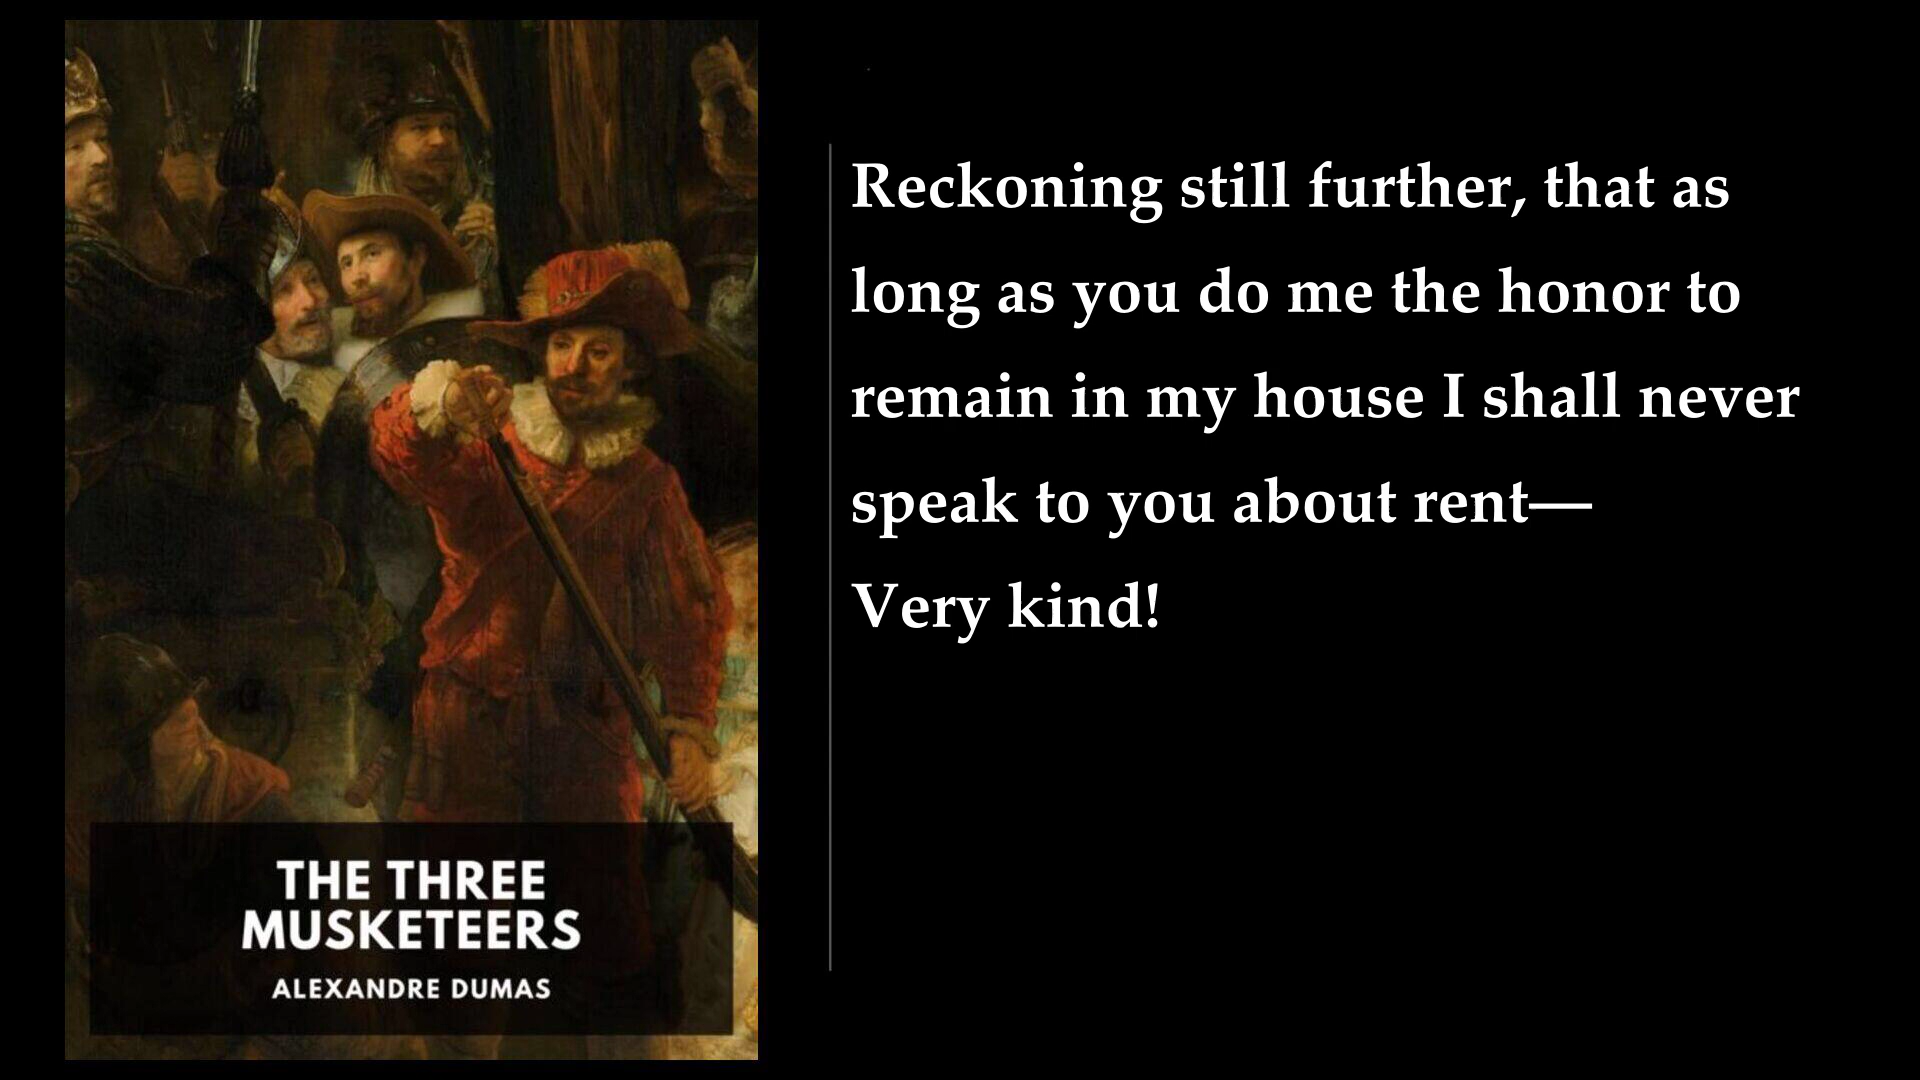 THE THREE
MUSKETEERS
ALEXANDRE DUMAS
Reckoning still further, that as
long as you do me the honor to
remain in my house I shall never
speak to you about rent—
Very kind!